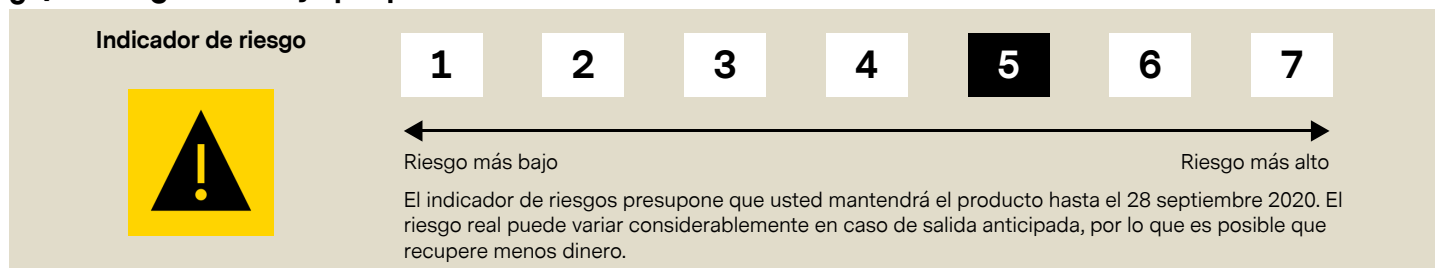 Indicador de riesgo
1 2 3 4 5 6 7
Riesgo más bajo Riesgo más alto
El indicador de riesgos presupone que usted mantendrá el producto hasta el 28 septiembre 2020. El
riesgo real puede variar considerablemente en caso de salida anticipada, por lo que es posible que
recupere menos dinero.